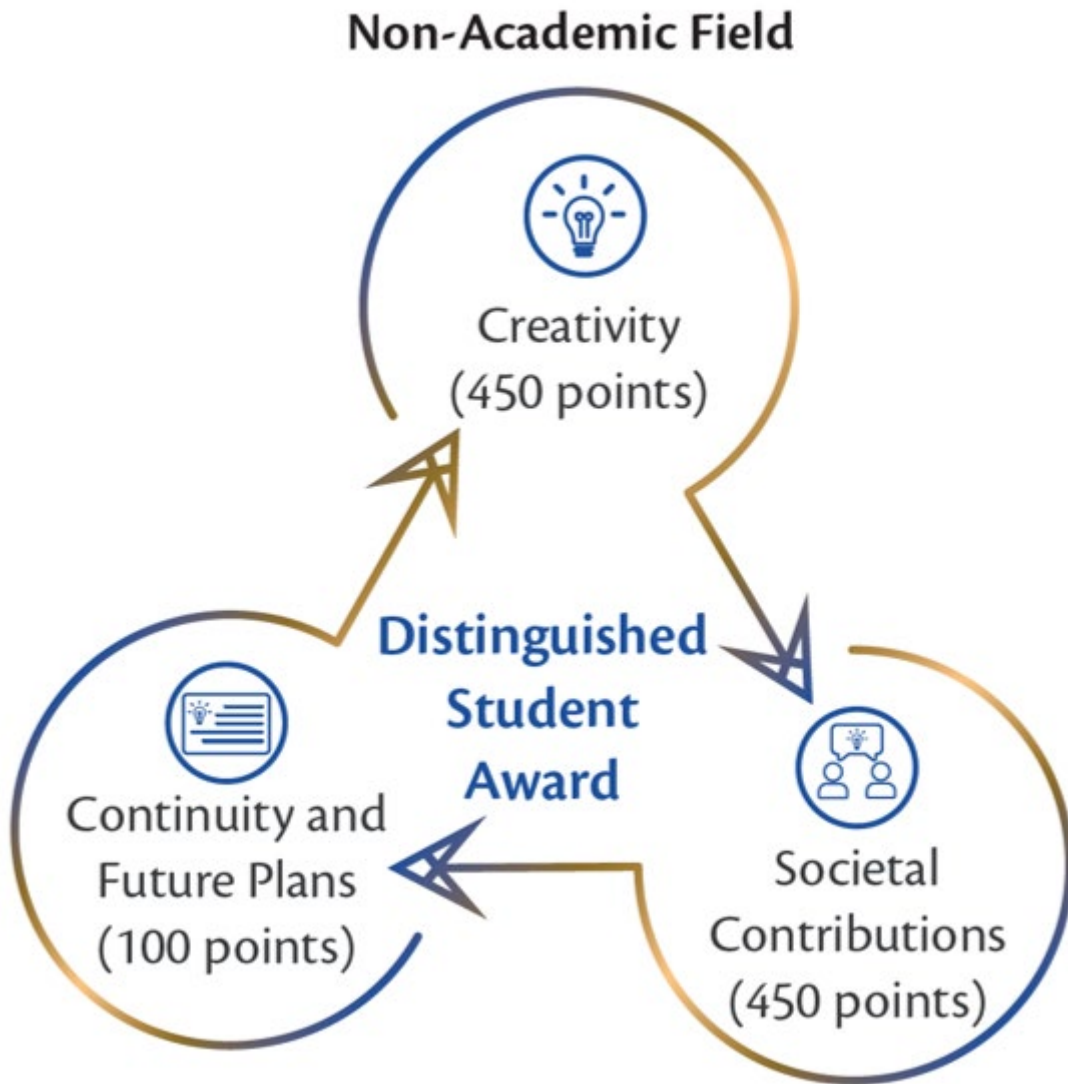 Non-Academic Field
Creativity
(450 points)
Distinguished
Student
Award
Continuity and
Future Plans
(100 points)
Societal
Contributions
(450 points)